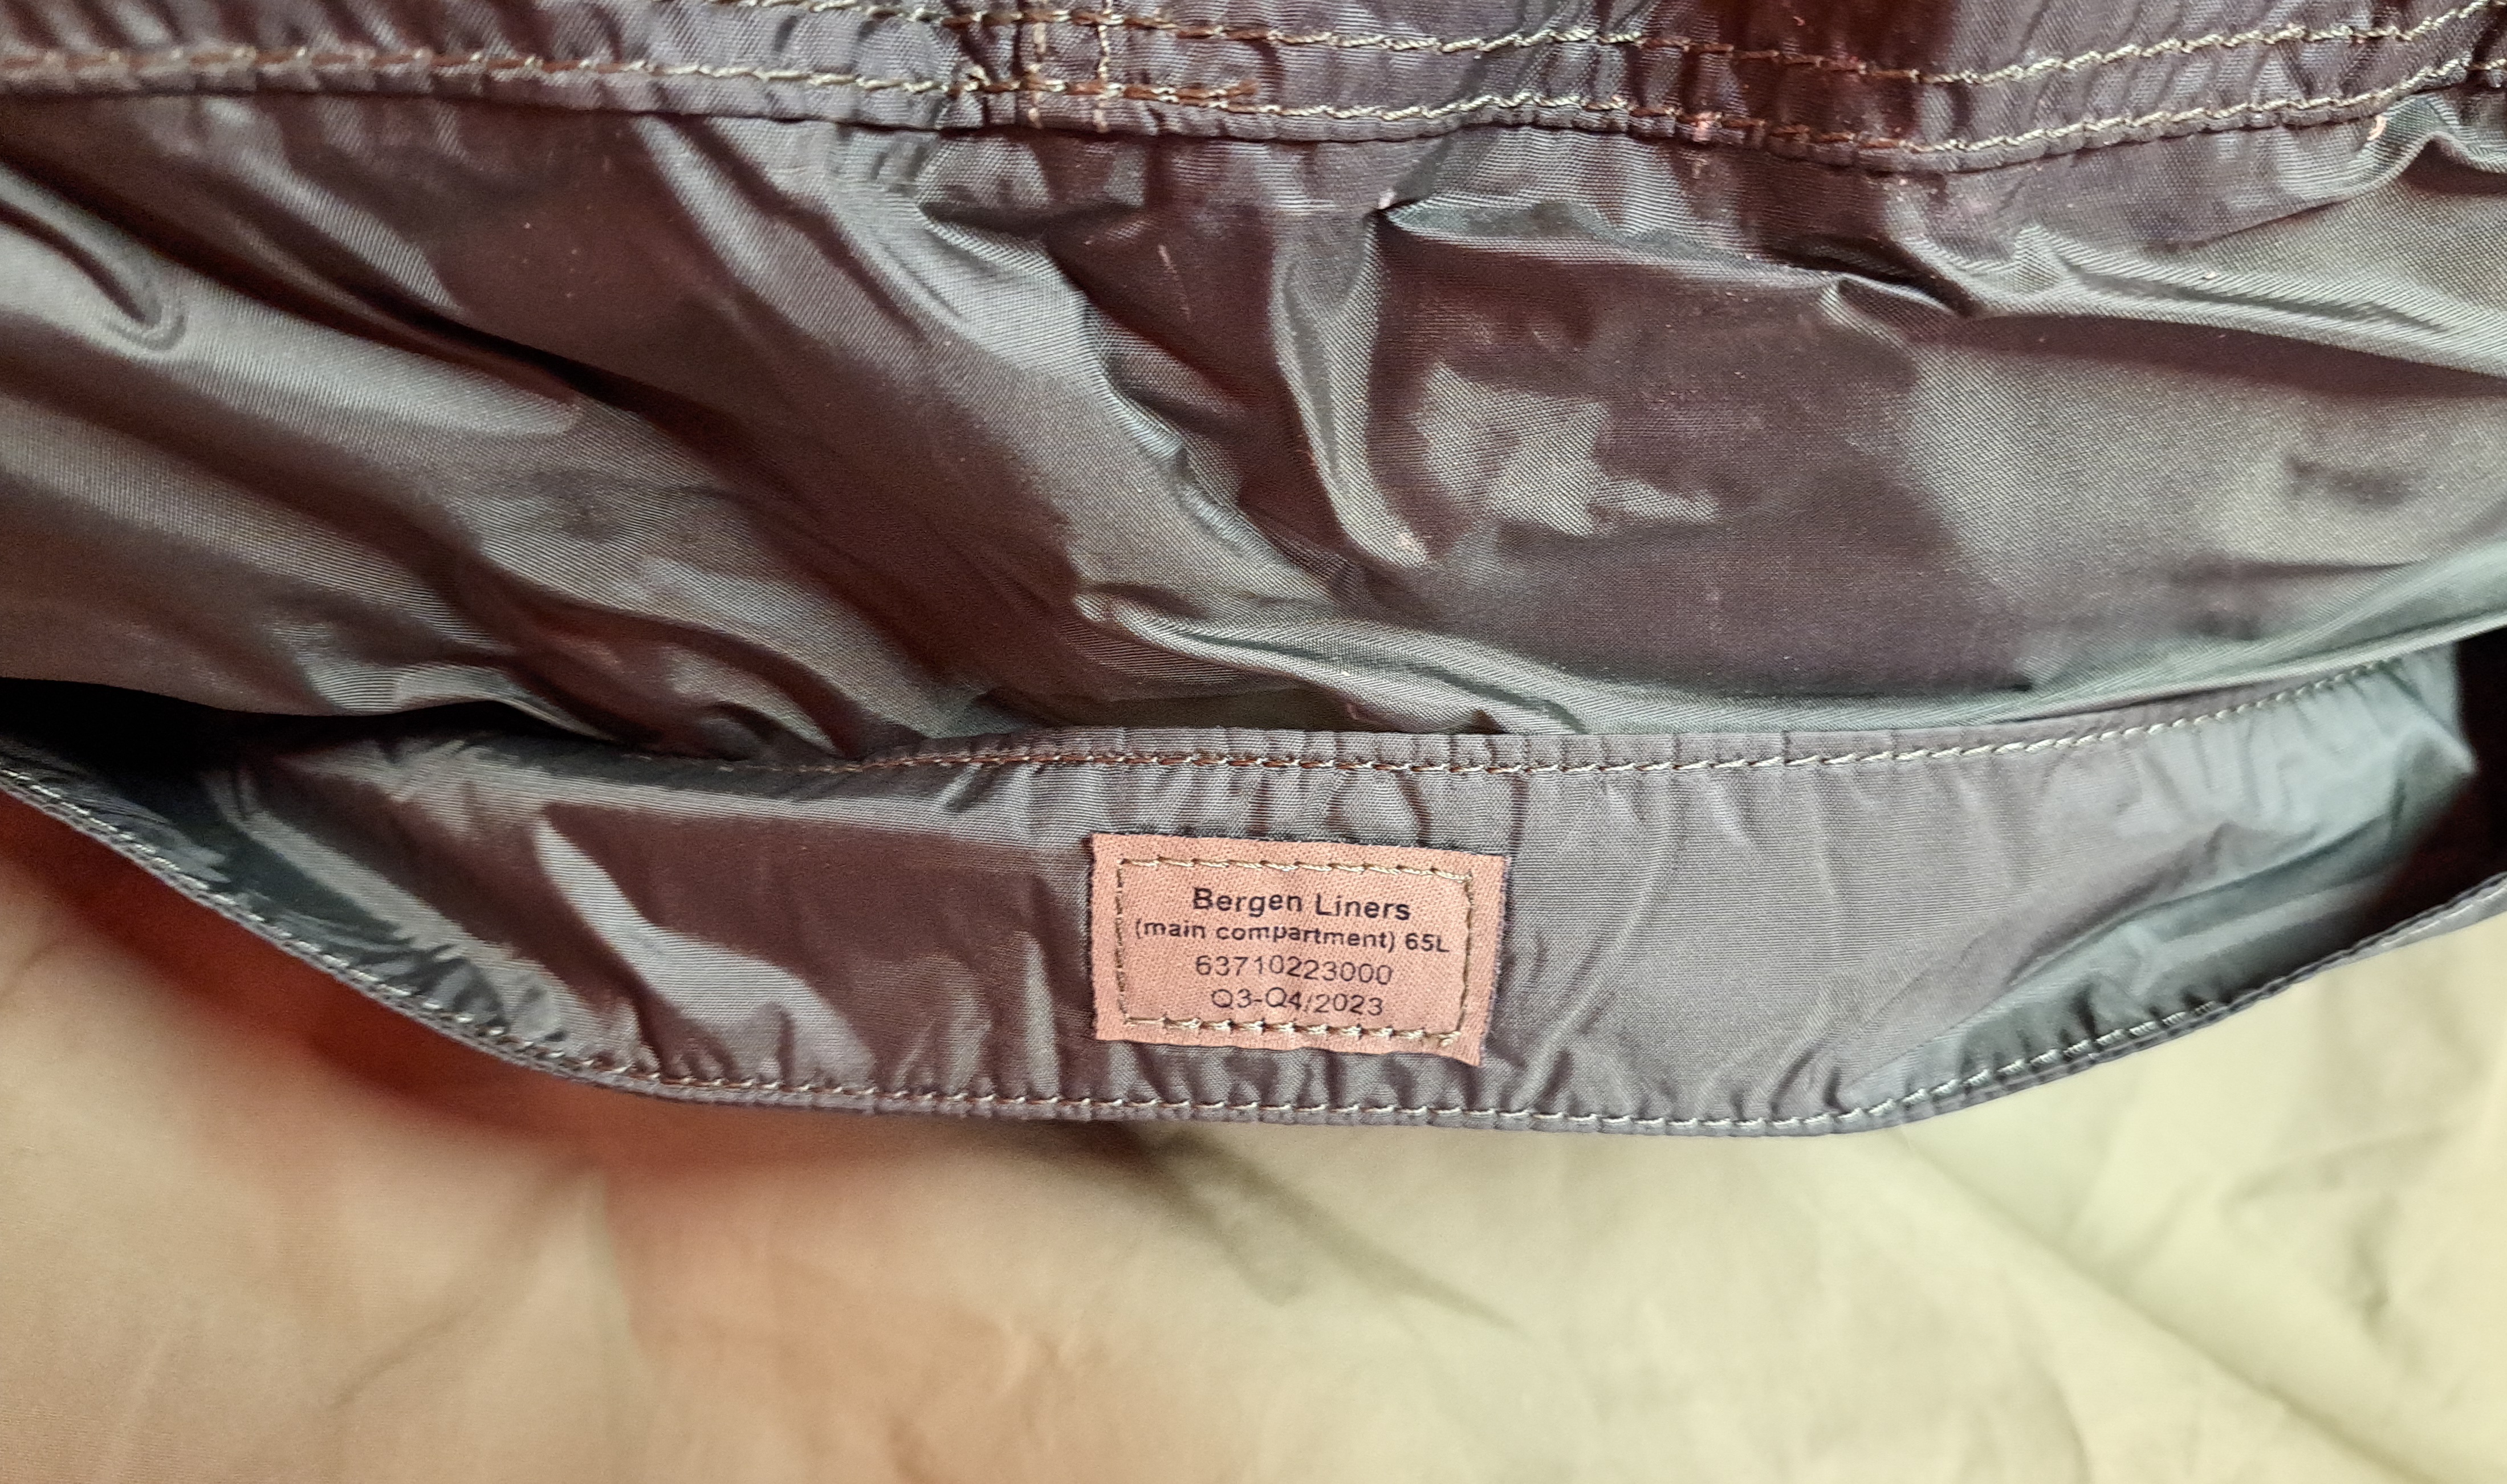 Bergen Liners
(main compartment) 65L
63710223000
Q3-Q4/2023